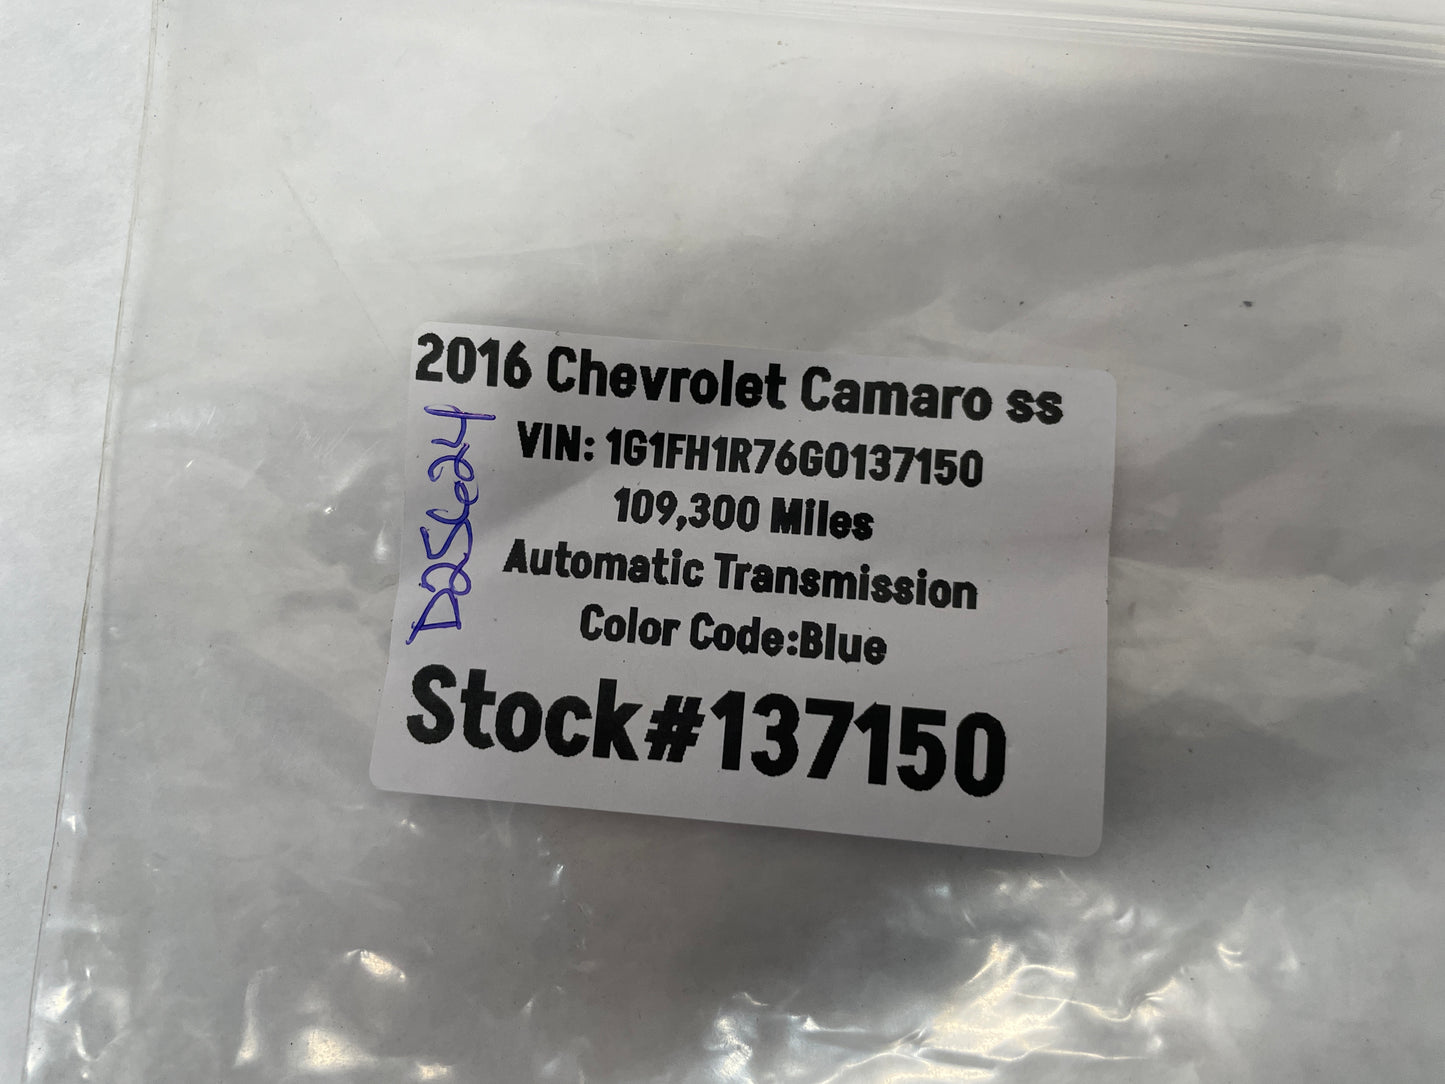 2016 Chevrolet Camaro ss
VIN: 1G1FH1R76G0137150
109,300 Miles
Automatic Transmission
Color Code:Blue
Stock#137150
D25624